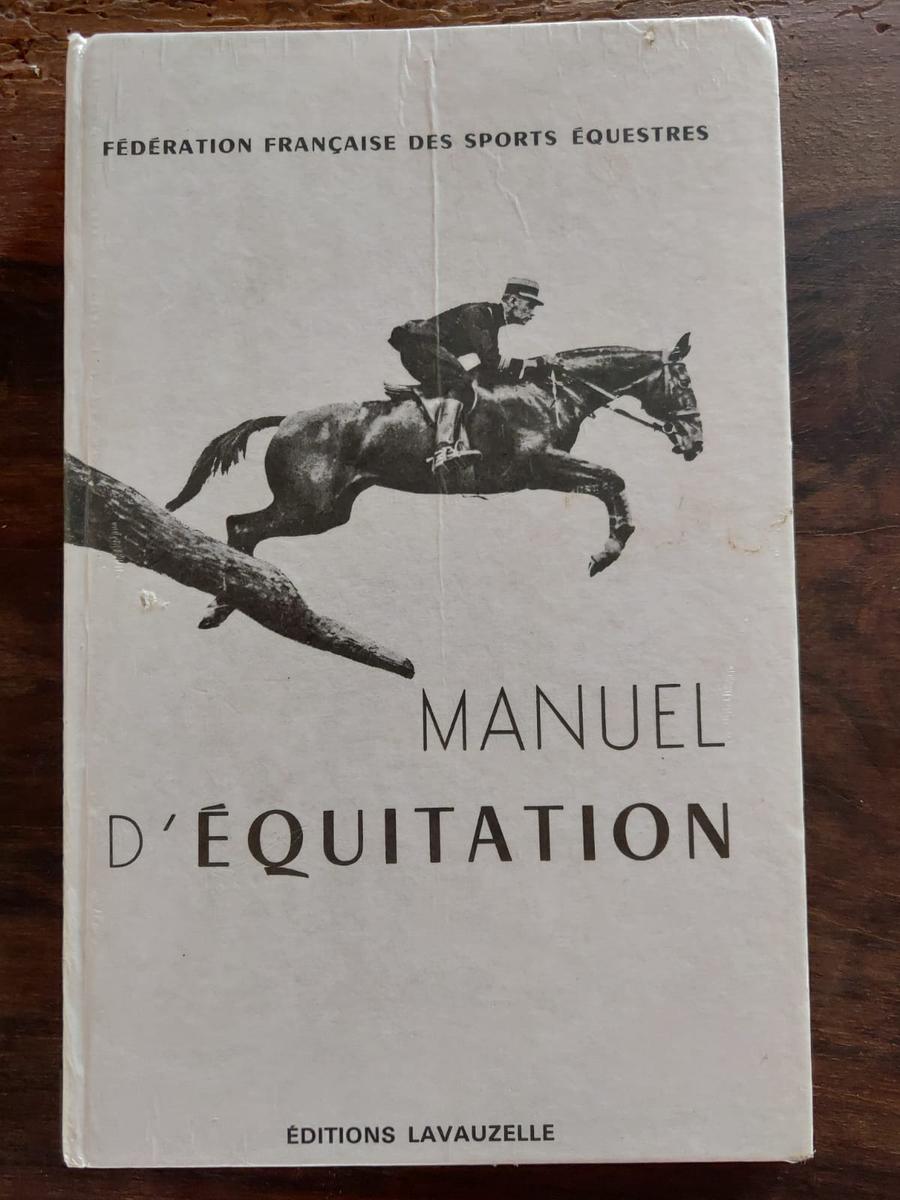 FÉDÉRATION FRANÇAISE DES SPORTS ÉQUESTRES
MANUEL
D'ÉQUITATION
ÉDITIONS LAVAUZELLE